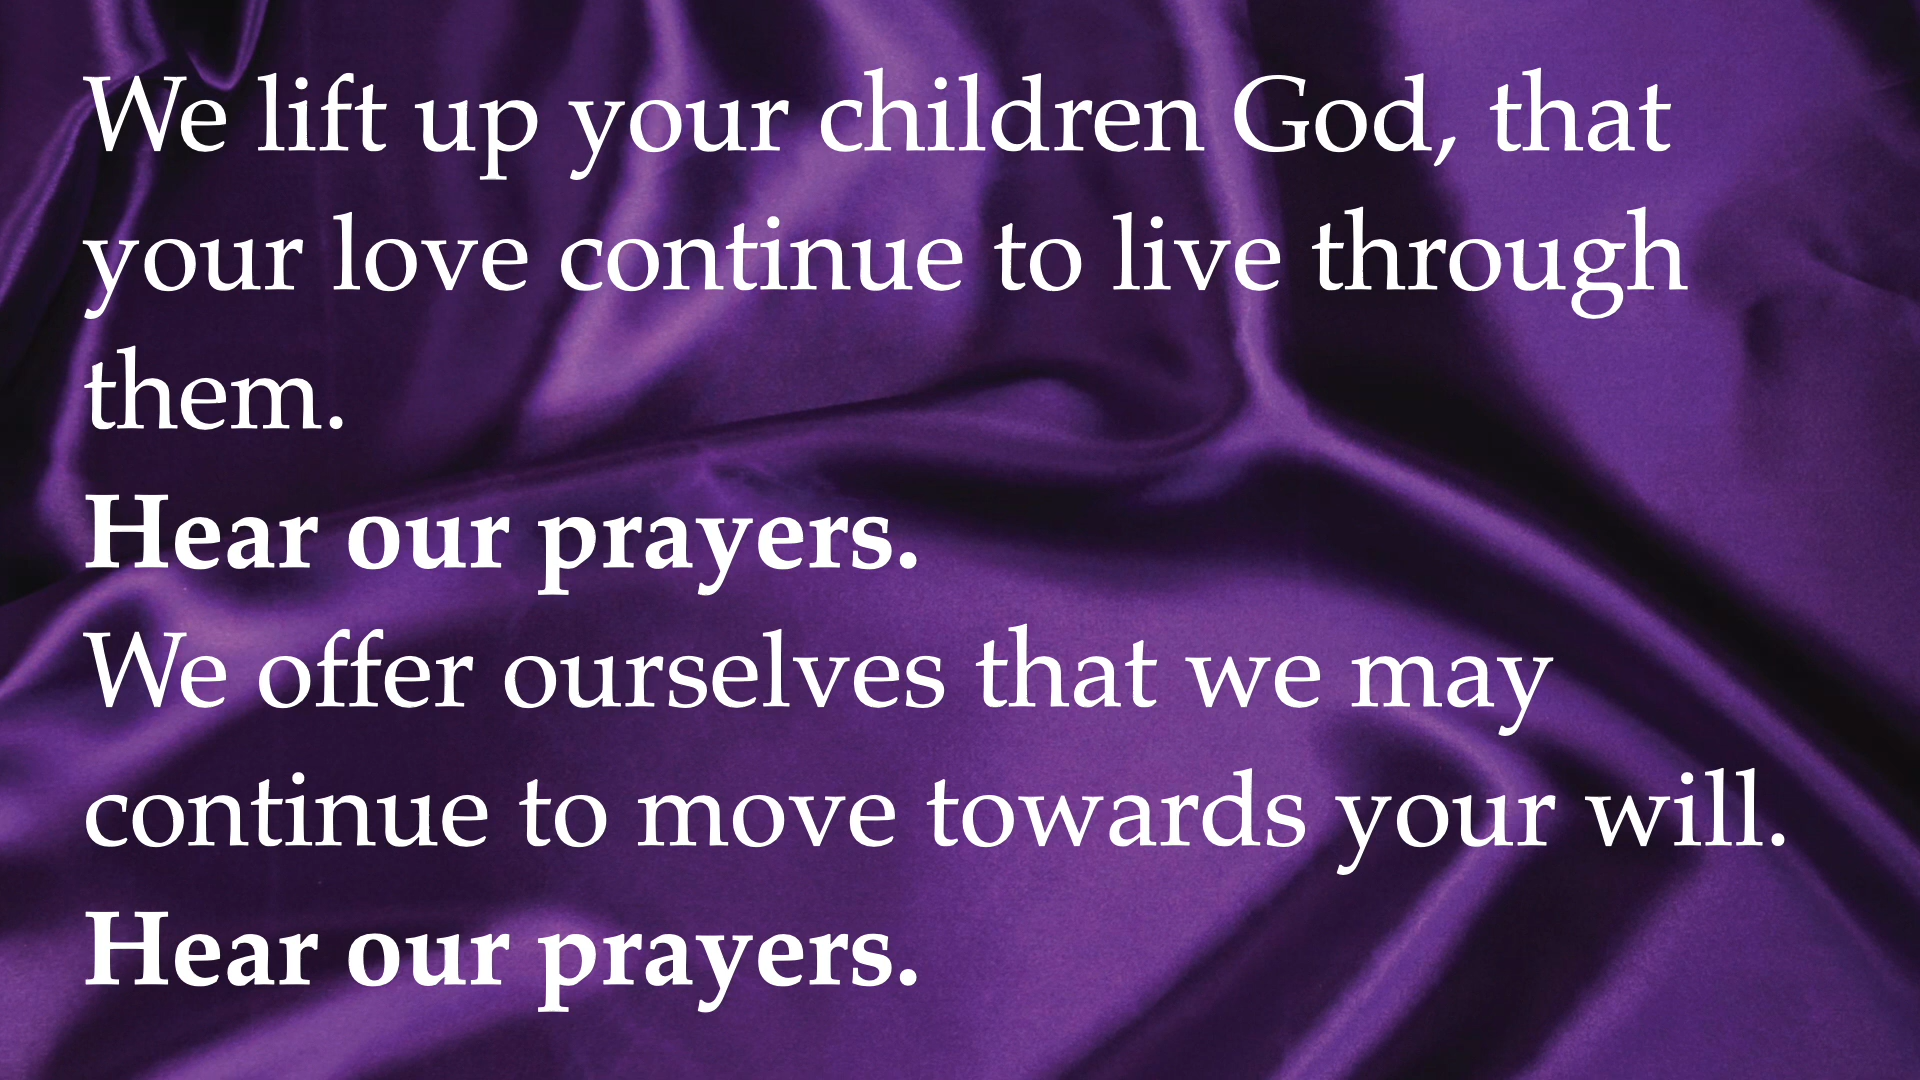 We lift up your children God, that
your love continue to live through
them.
Hear our prayers.
We offer ourselves that we may
continue to move towards your will.
Hear our prayers.